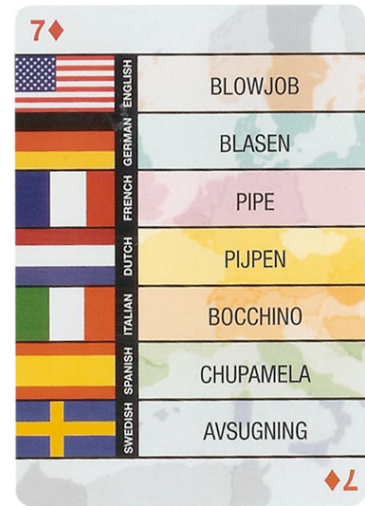 7♦
ENGLISH BLOWJOB
GERMAN BLASEN
FRENCH PIPE
DUTCH PIJPEN
ITALIAN BOCCHINO
SPANISH CHUPAMELA
SWEDISH AVSUGNING
7♦